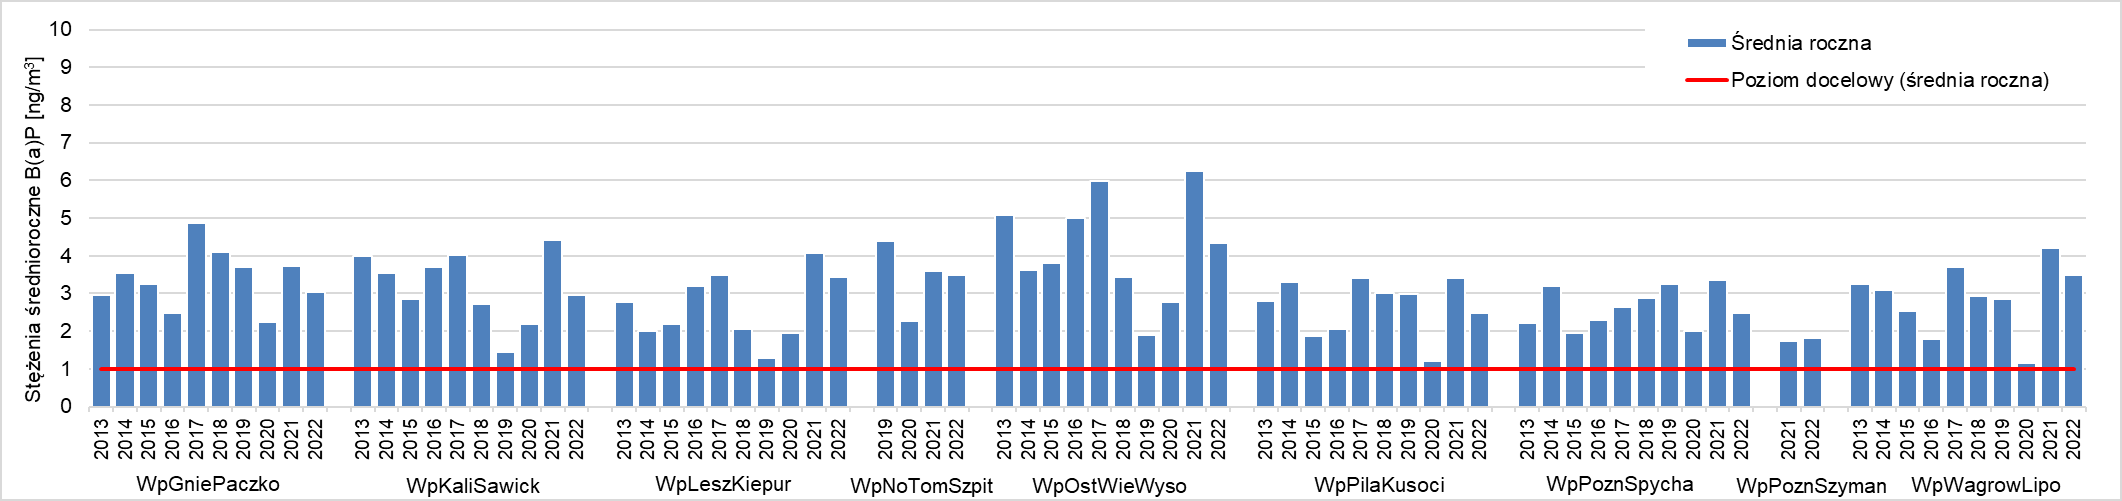 Stężenia średnioroczne B(a)P [ng/m³]
10
9
8
7
6
5
4
3
2
1
0
Średnia roczna
Poziom docelowy (średnia roczna)
2013 2014 2015 2016 2017 2018 2019 2020 2021 2022
WpGniePaczko
2013 2014 2015 2016 2017 2018 2019 2020 2021 2022
WpKaliSawick
2013 2014 2015 2016 2017 2018 2019 2020 2021 2022
WpLeszKiepur
2019 2020 2021 2022
WpNoTomSzpit
2013 2014 2015 2016 2017 2018 2019 2020 2021 2022
WpOstWieWyso
2013 2014 2015 2016 2017 2018 2019 2020 2021 2022
WpPilaKusoci
2013 2014 2015 2016 2017 2018 2019 2020 2021 2022
WpPoznSpycha
2021 2022
WpPoznSzyman
2013 2014 2015 2016 2017 2018 2019 2020 2021 2022
WpWagrowLipo